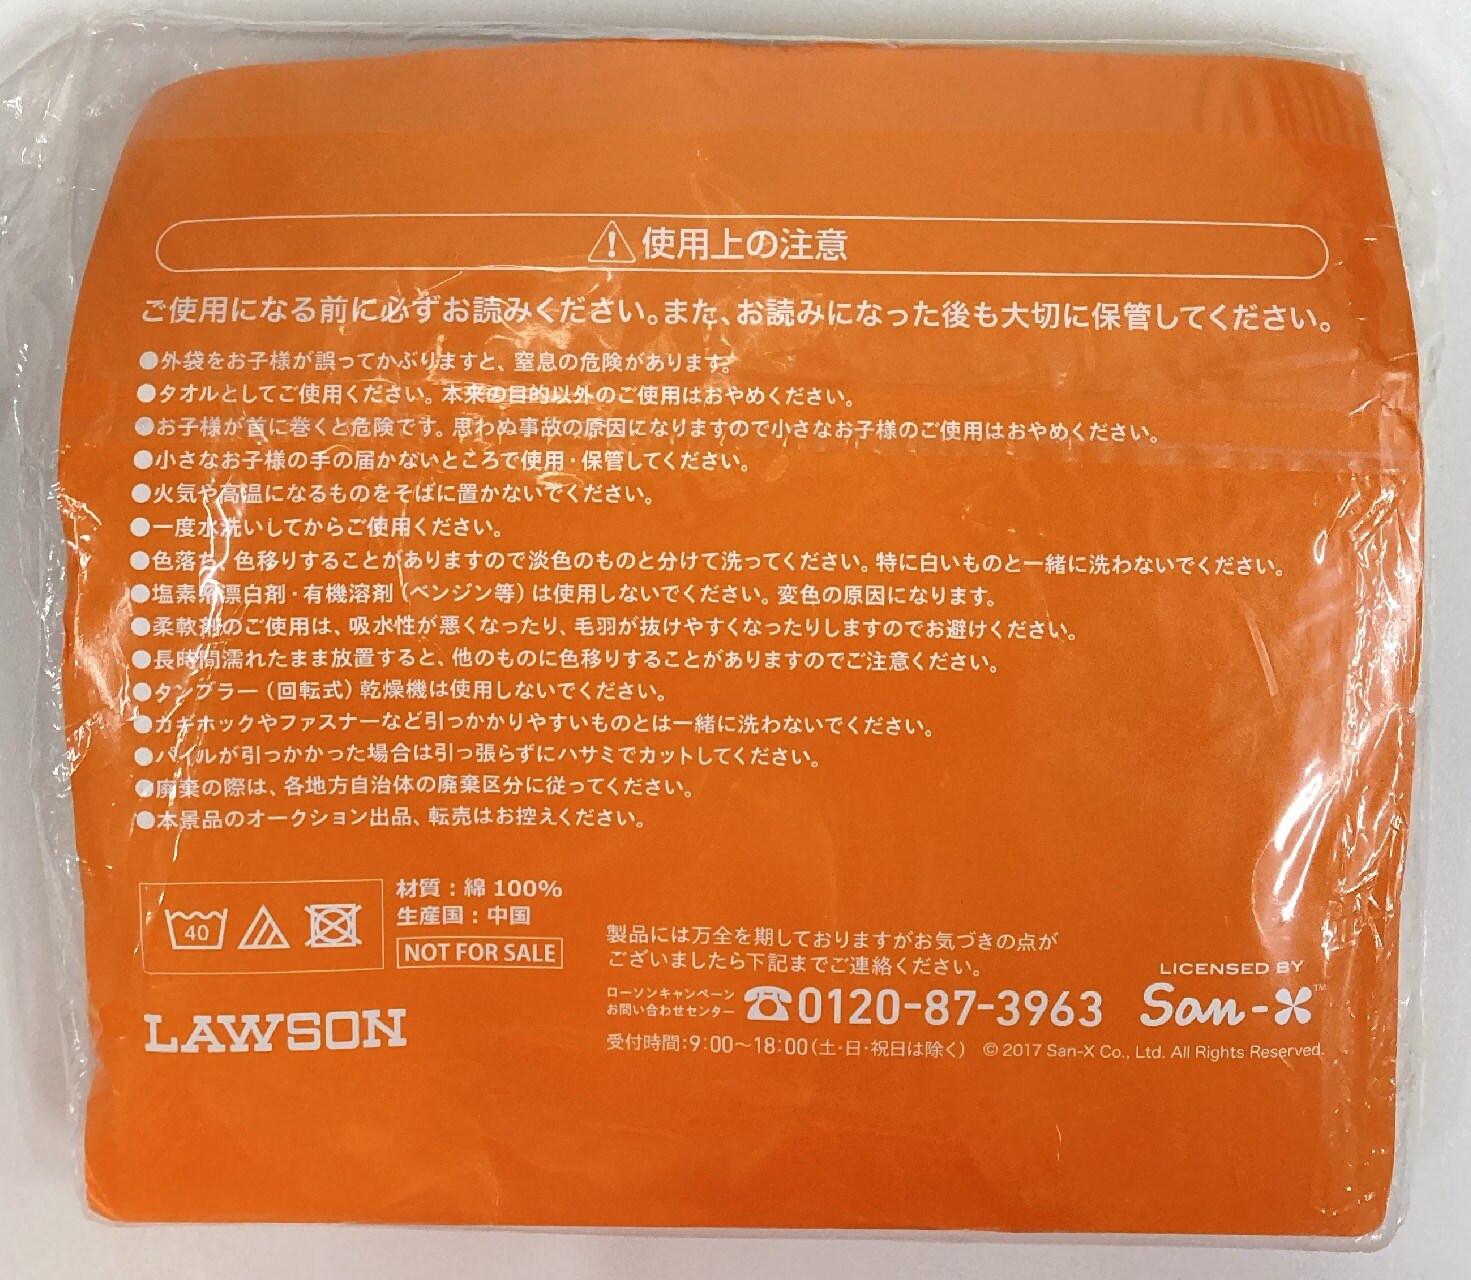 使用上の注意
ご使用になる前に必ずお読みください。また、お読みになった後も大切に保管してください。
●外袋をお子様が誤ってかぶりますと、窒息の危険があります。
●タオルとしてご使用ください。本来の目的以外のご使用はおやめください。
●お子様が首に巻くと危険です。思わぬ事故の原因になりますので小さなお子様のご使用はおやめください。
●小さなお子様の手の届かないところで使用・保管してください。
●火気や高温になるものをそばに置かないでください。
●一度水洗いしてからご使用ください。
●色落ち、色移りすることがありますので淡色のものと分けて洗ってください。特に白いものと一緒に洗わないでください。
●塩素系漂白剤・有機溶剤（ベンジン等）は使用しないでください。変色の原因になります。
●柔軟剤のご使用は、吸水性が悪くなったり、毛羽が抜けやすくなったりしますのでお避けください。
●長時間濡れたまま放置すると、他のものに色移りすることがありますのでご注意ください。
●タンブラー（回転式）乾燥機は使用しないでください。
●カギホックやファスナーなど引っかかりやすいものとは一緒に洗わないでください。
●パイルが引っかかった場合は引っ張らずにハサミでカットしてください。
●廃棄の際は、各地方自治体の廃棄区分に従ってください。
●本景品のオークション出品、転売はお控えください。
40
材質：綿100%
生産国：中国
NOT FOR SALE
LAWSON
製品には万全を期しておりますがお気づきの点が
ございましたら下記までご連絡ください。
ローソンキャンペーン
お問い合わせセンター
0120-87-3963
受付時間：9:00〜18:00（土・日・祝日は除く）
LICENSED BY
San-X™
© 2017 San-X Co., Ltd. All Rights Reserved.